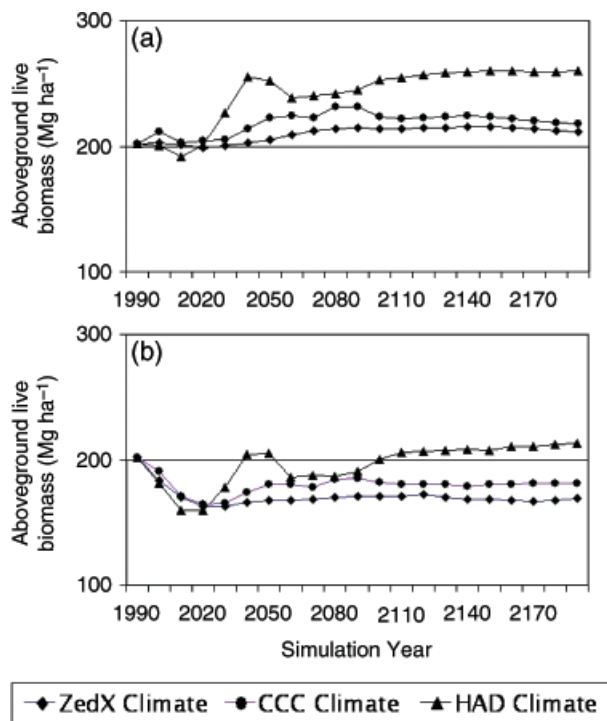 (a)
Aboveground live
biomass (Mg ha⁻¹)
300
200
100
1990 2020 2050 2080 2110 2140 2170
(b)
Aboveground live
biomass (Mg ha⁻¹)
300
200
100
1990 2020 2050 2080 2110 2140 2170
Simulation Year
ZedX Climate CCC Climate HAD Climate